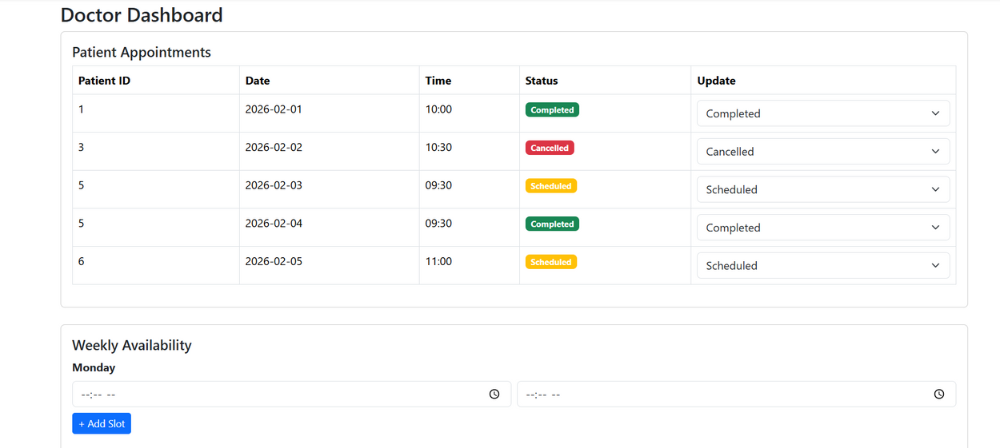 Doctor Dashboard
Patient Appointments
Patient ID Date Time Status Update
1 2026-02-01 10:00 Completed Completed
3 2026-02-02 10:30 Cancelled Cancelled
5 2026-02-03 09:30 Scheduled Scheduled
5 2026-02-04 09:30 Completed Completed
6 2026-02-05 11:00 Scheduled Scheduled
Weekly Availability
Monday
--:-- -- --:-- --
+ Add Slot